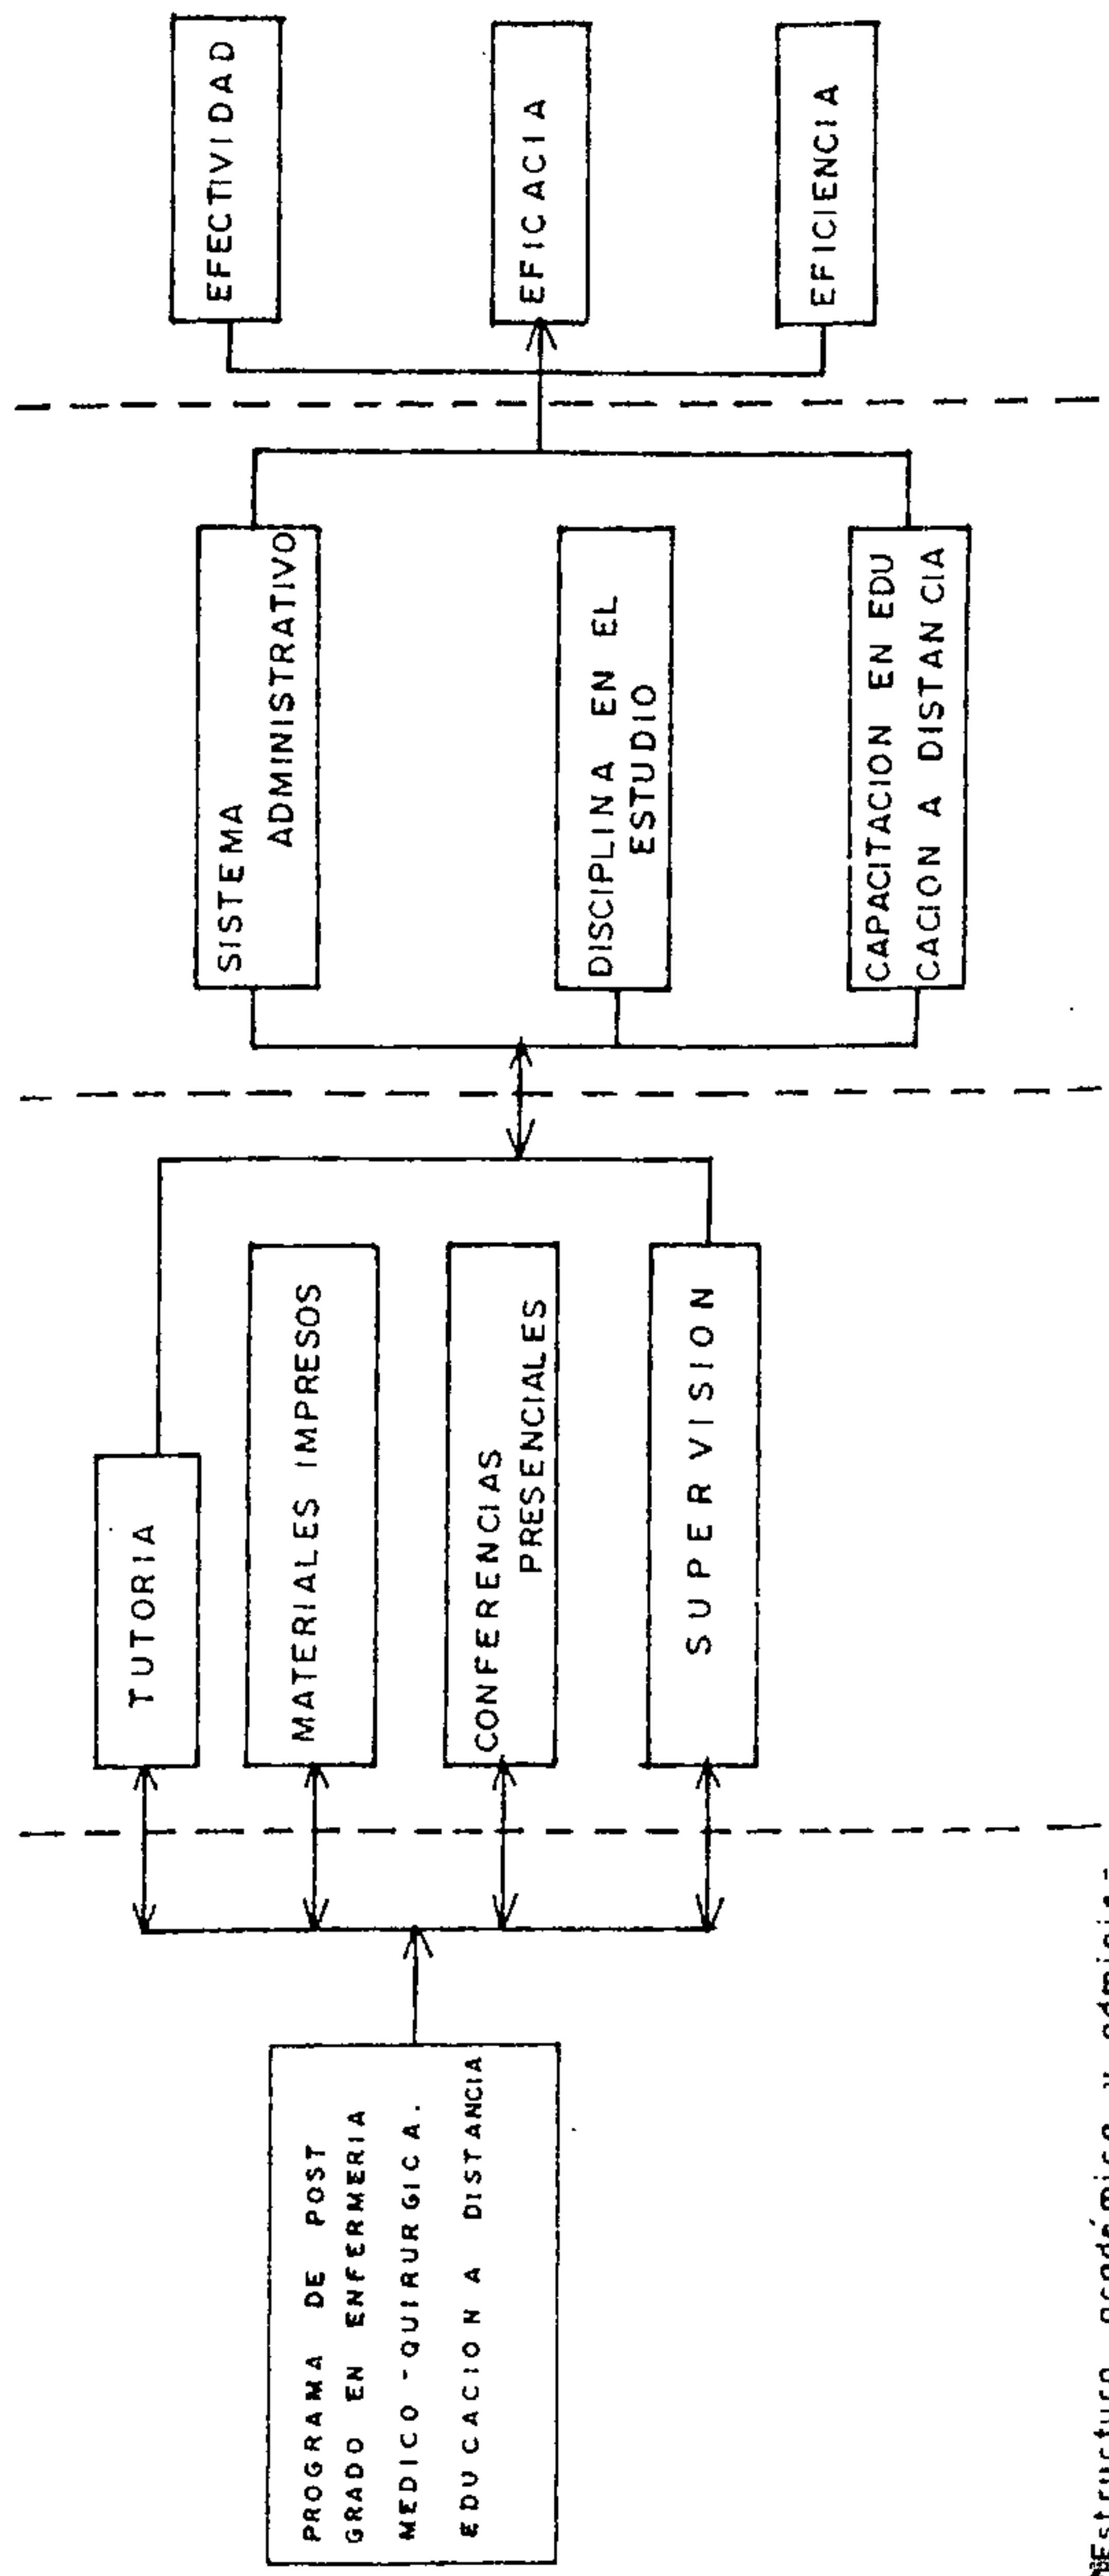 PROGRAMA DE POST
GRADO EN ENFERMERIA
MEDICO-QUIRURGICA.
EDUCACION A DISTANCIA
TUTORIA
MATERIALES IMPRESOS
CONFERENCIAS
PRESENCIALES
SUPERVISION
SISTEMA
ADMINISTRATIVO
DISCIPLINA EN EL
ESTUDIO
CAPACITACION EN EDU
CACION A DISTANCIA
EFECTIVIDAD
EFICACIA
EFICIENCIA
Estructura académica y adminis-